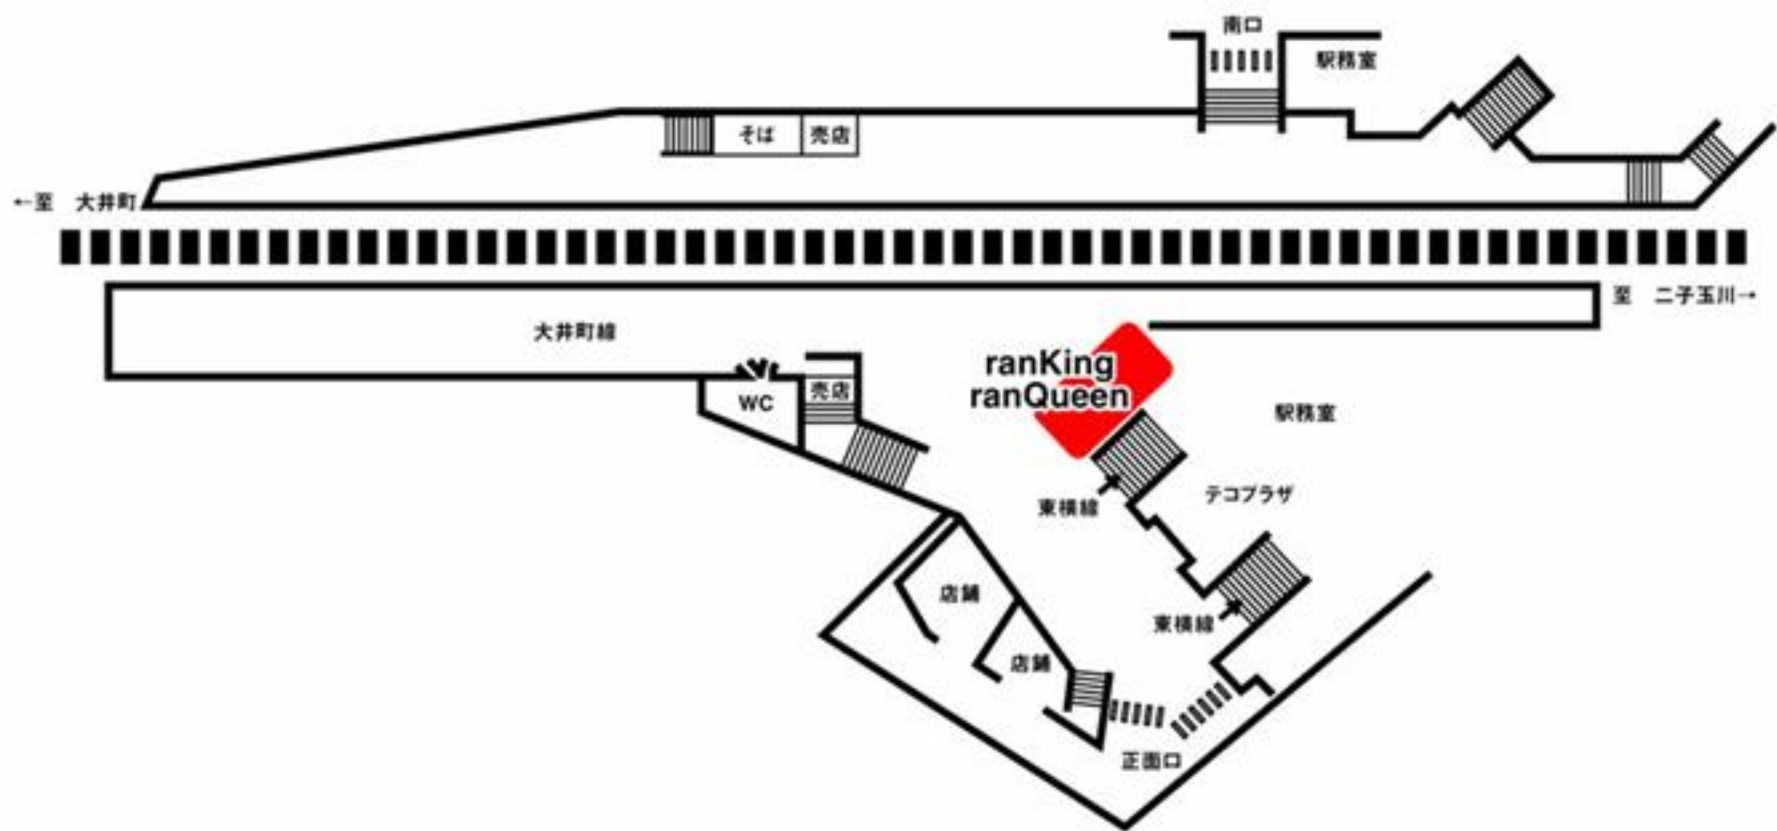 南口
駅務室
そば
売店
←至 大井町
至 二子玉川→
大井町線
ranKing
ranQueen
売店
WC
駅務室
テコプラザ
東横線
店舗
東横線
店舗
正面口